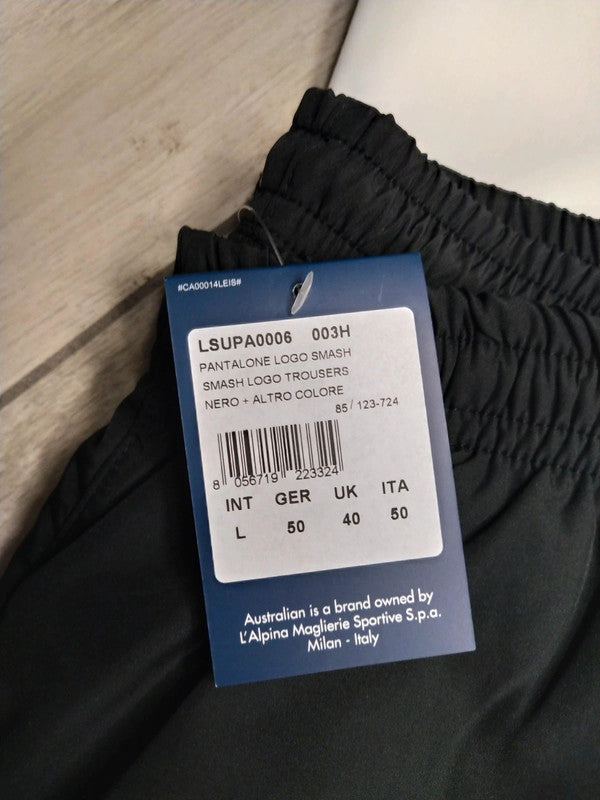 #CA00014LEIS#
LSUPA0006 003H
PANTALONE LOGO SMASH
SMASH LOGO TROUSERS
NERO + ALTRO COLORE
85/ 123-724
8 056719 223324
INT GER UK ITA
L 50 40 50
Australian is a brand owned by
L'Alpina Maglierie Sportive S.p.a.
Milan - Italy